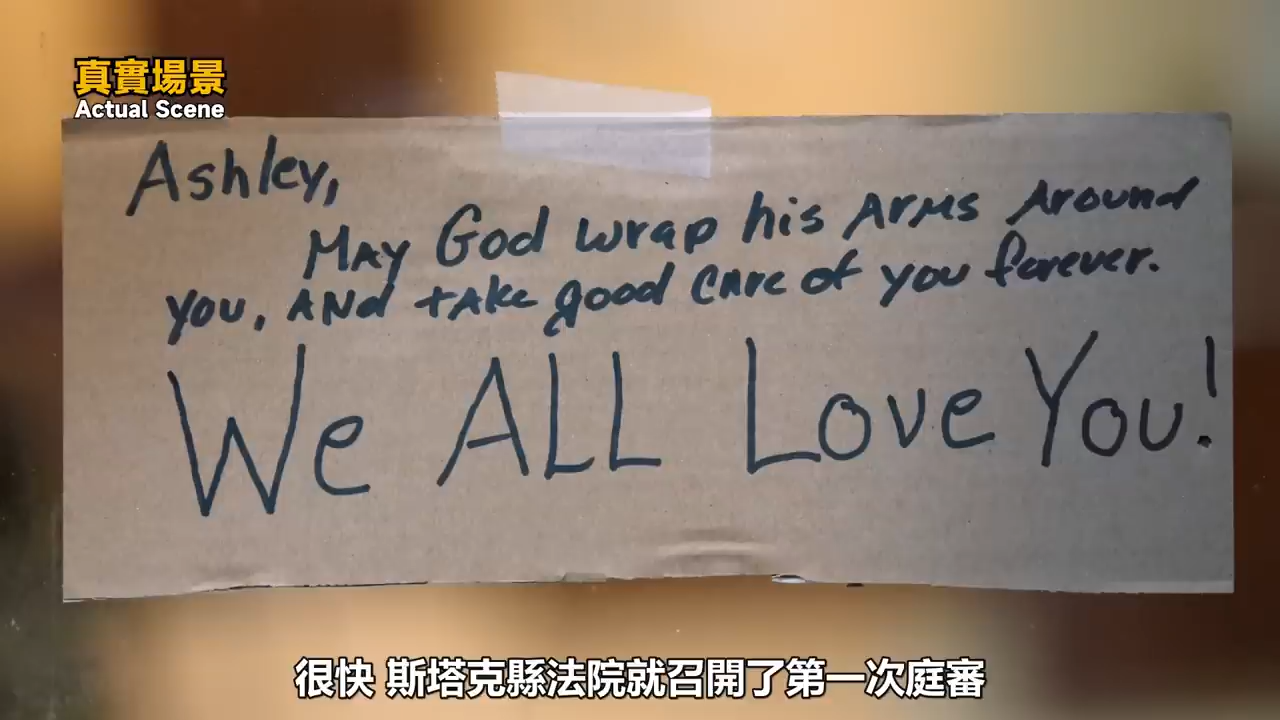 真實場景
Actual Scene
Ashley,
MAy God wrap his ArMs Around
you, ANd tAke good cAre of you forever.
We ALL Love You!
很快 斯塔克縣法院就召開了第一次庭審